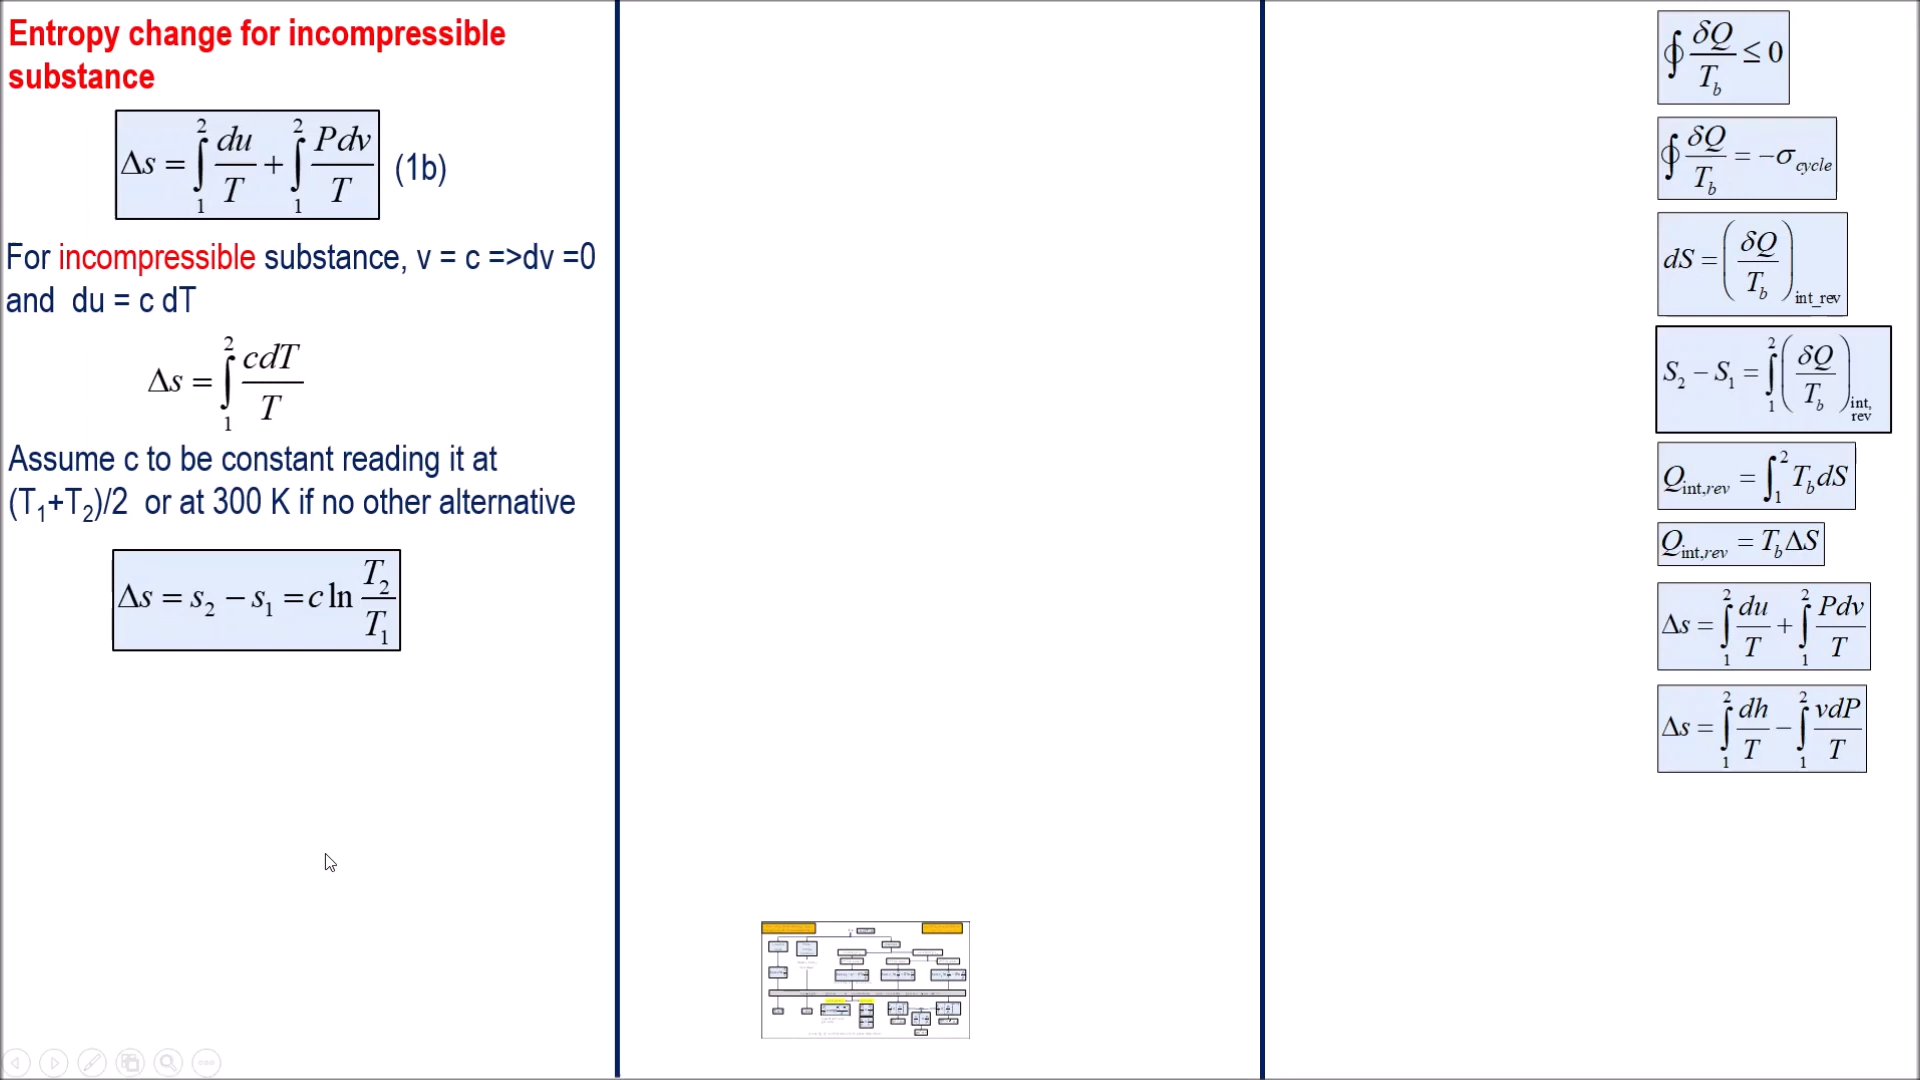 Entropy change for incompressible
substance
Δs = ∫₁² du/T + ∫₁² Pdv/T (1b)
For incompressible substance, v = c =>dv =0
and du = c dT
Δs = ∫₁² cdT/T
Assume c to be constant reading it at
(T₁+T₂)/2 or at 300 K if no other alternative
Δs = s₂ − s₁ = c ln T₂/T₁
∮ δQ/T_b ≤ 0
∮ δQ/T_b = −σ_cycle
dS = (δQ/T_b)_int_rev
S₂ − S₁ = ∫₁² (δQ/T_b)_int, rev
Q_int,rev = ∫₁² T_b dS
Q_int,rev = T_b ΔS
Δs = ∫₁² du/T + ∫₁² Pdv/T
Δs = ∫₁² dh/T − ∫₁² vdP/T